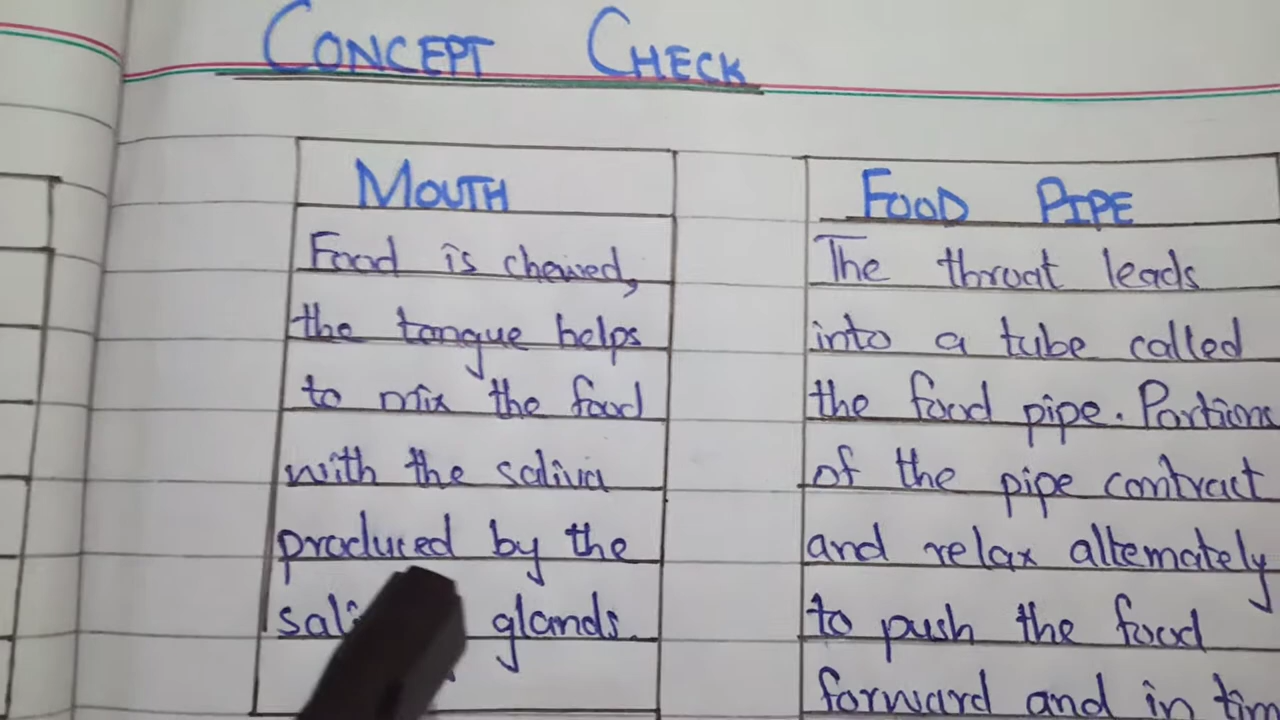 CONCEPT CHECK
MOUTH
Food is chewed,
the tongue helps
to mix the food
with the saliva
produced by the
glands.
FOOD PIPE
The throat leads
into a tube called
the food pipe. Portions
of the pipe contract
and relax alternately
to push the food
forward and in